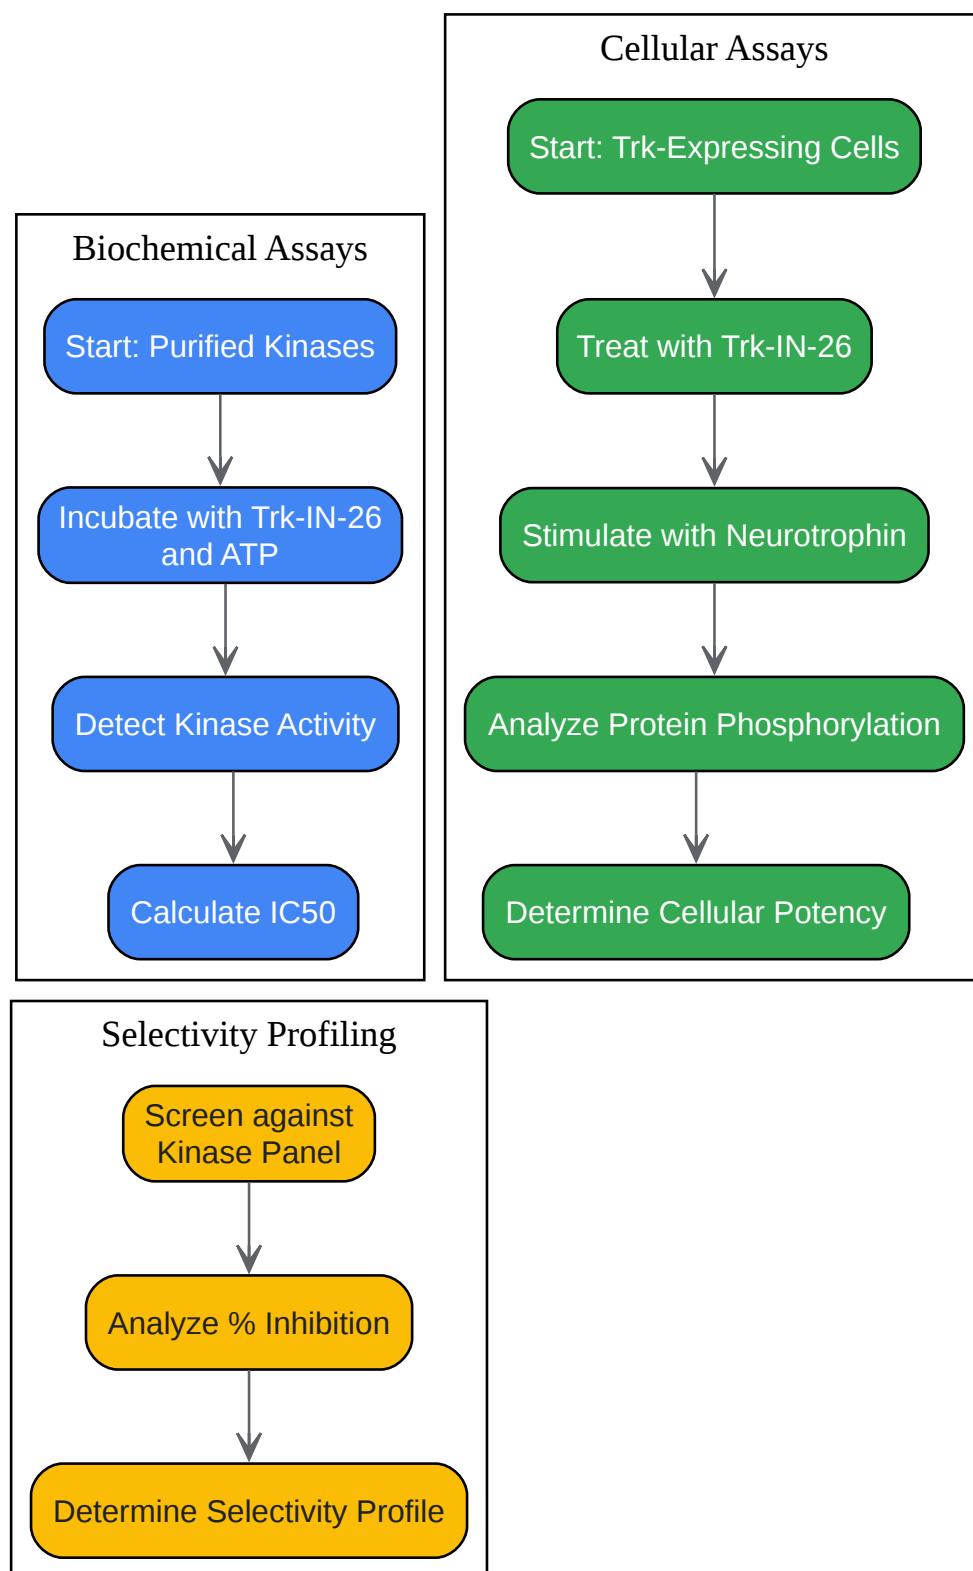 Cellular Assays
Start: Trk-Expressing Cells
Treat with Trk-IN-26
Stimulate with Neurotrophin
Analyze Protein Phosphorylation
Determine Cellular Potency
Biochemical Assays
Start: Purified Kinases
Incubate with Trk-IN-26
and ATP
Detect Kinase Activity
Calculate IC50
Selectivity Profiling
Screen against
Kinase Panel
Analyze % Inhibition
Determine Selectivity Profile